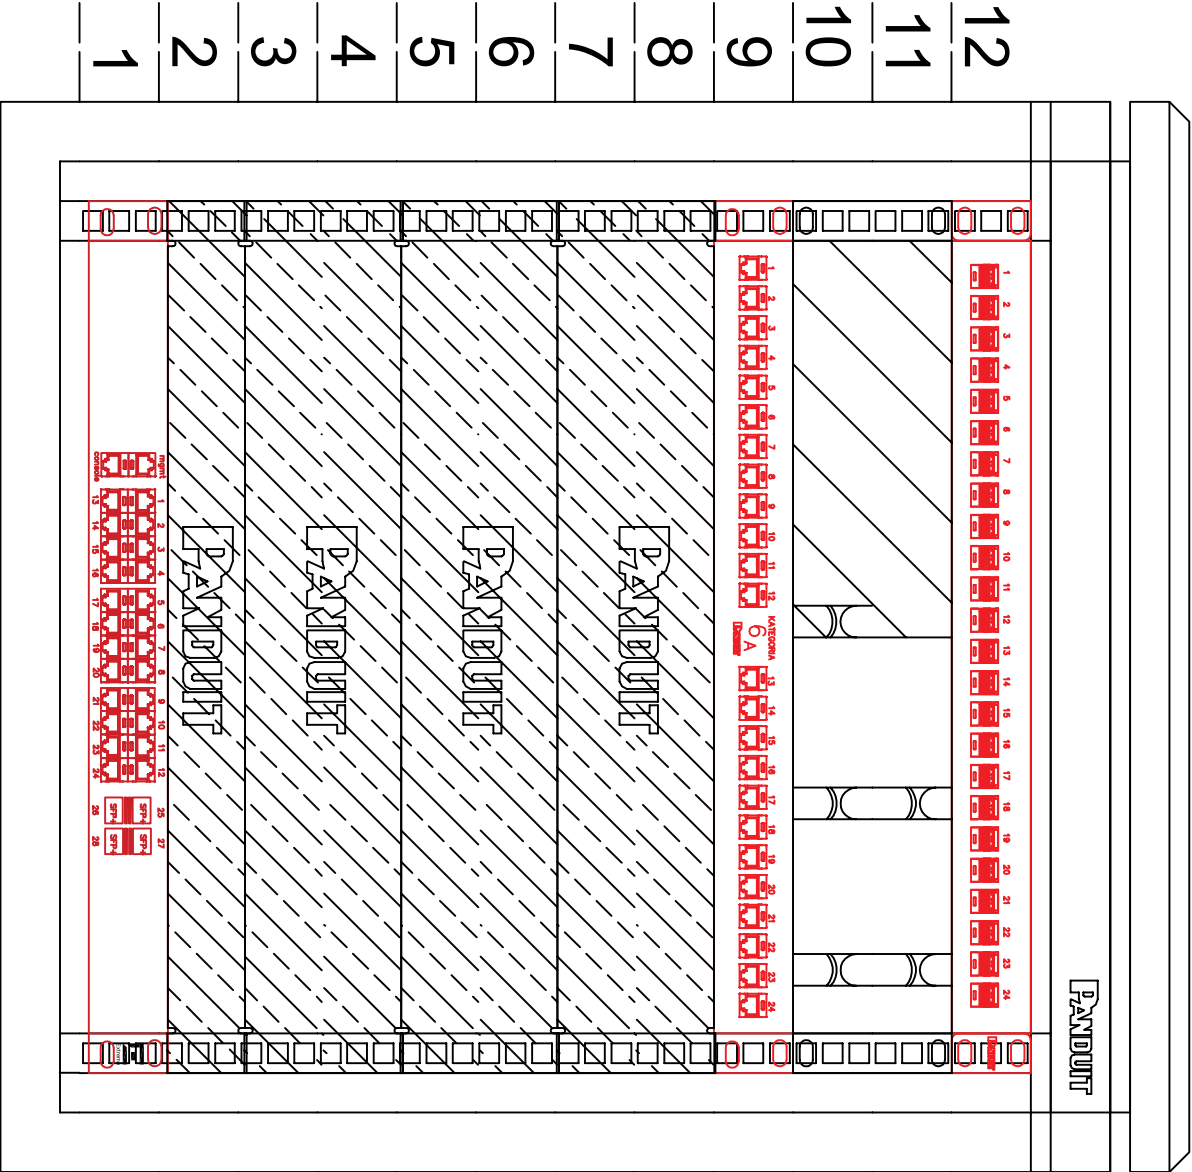 PANDUIT
12
11
10
9
8
7
6
5
4
3
2
1
1 2 3 4 5 6 7 8 9 10 11 12 13 14 15 16 17 18 19 20 21 22 23 24
1 2 3 4 5 6 7 8 9 10 11 12
KATEGORIA
6A
13 14 15 16 17 18 19 20 21 22 23 24
PANDUIT
PANDUIT
PANDUIT
PANDUIT
mgmt 1 2 3 4 5 6 7 8 9 10 11 12 25 27
SFP+ SFP+
SFP+ SFP+
console 13 14 15 16 17 18 19 20 21 22 23 24 26 28